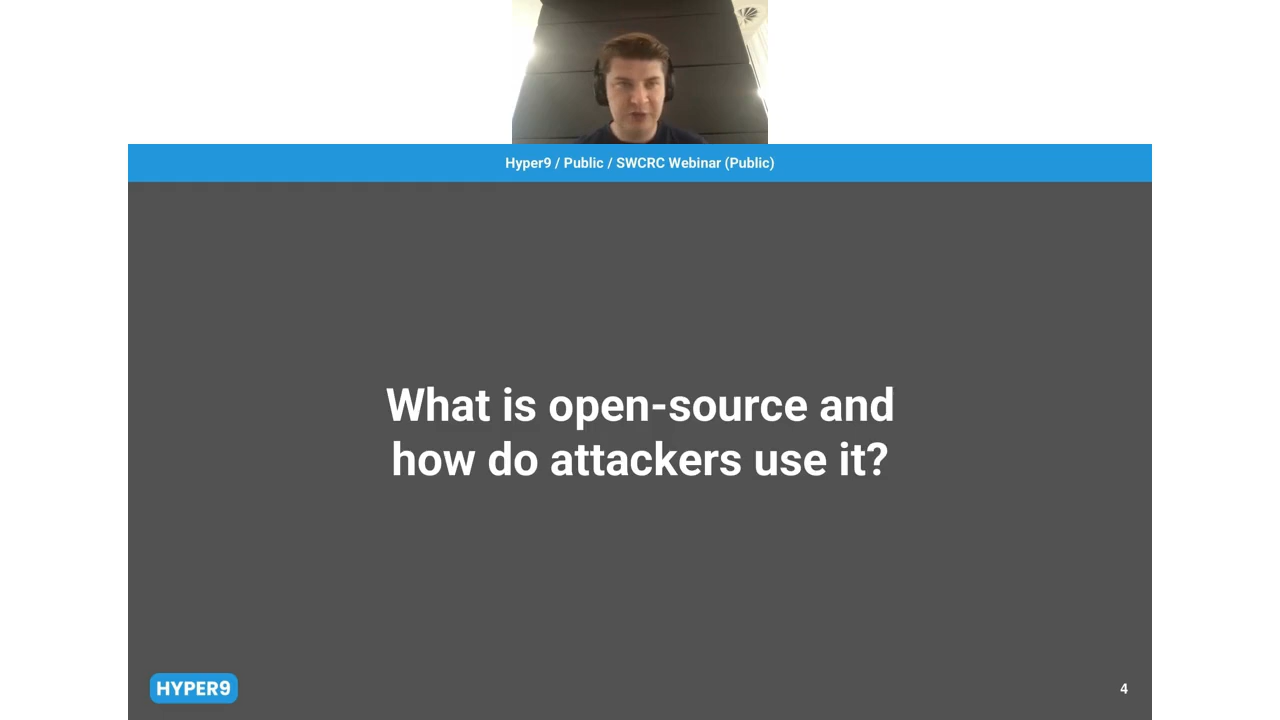 Hyper9 / Public / SWCRC Webinar (Public)
What is open-source and
how do attackers use it?
HYPER9
4